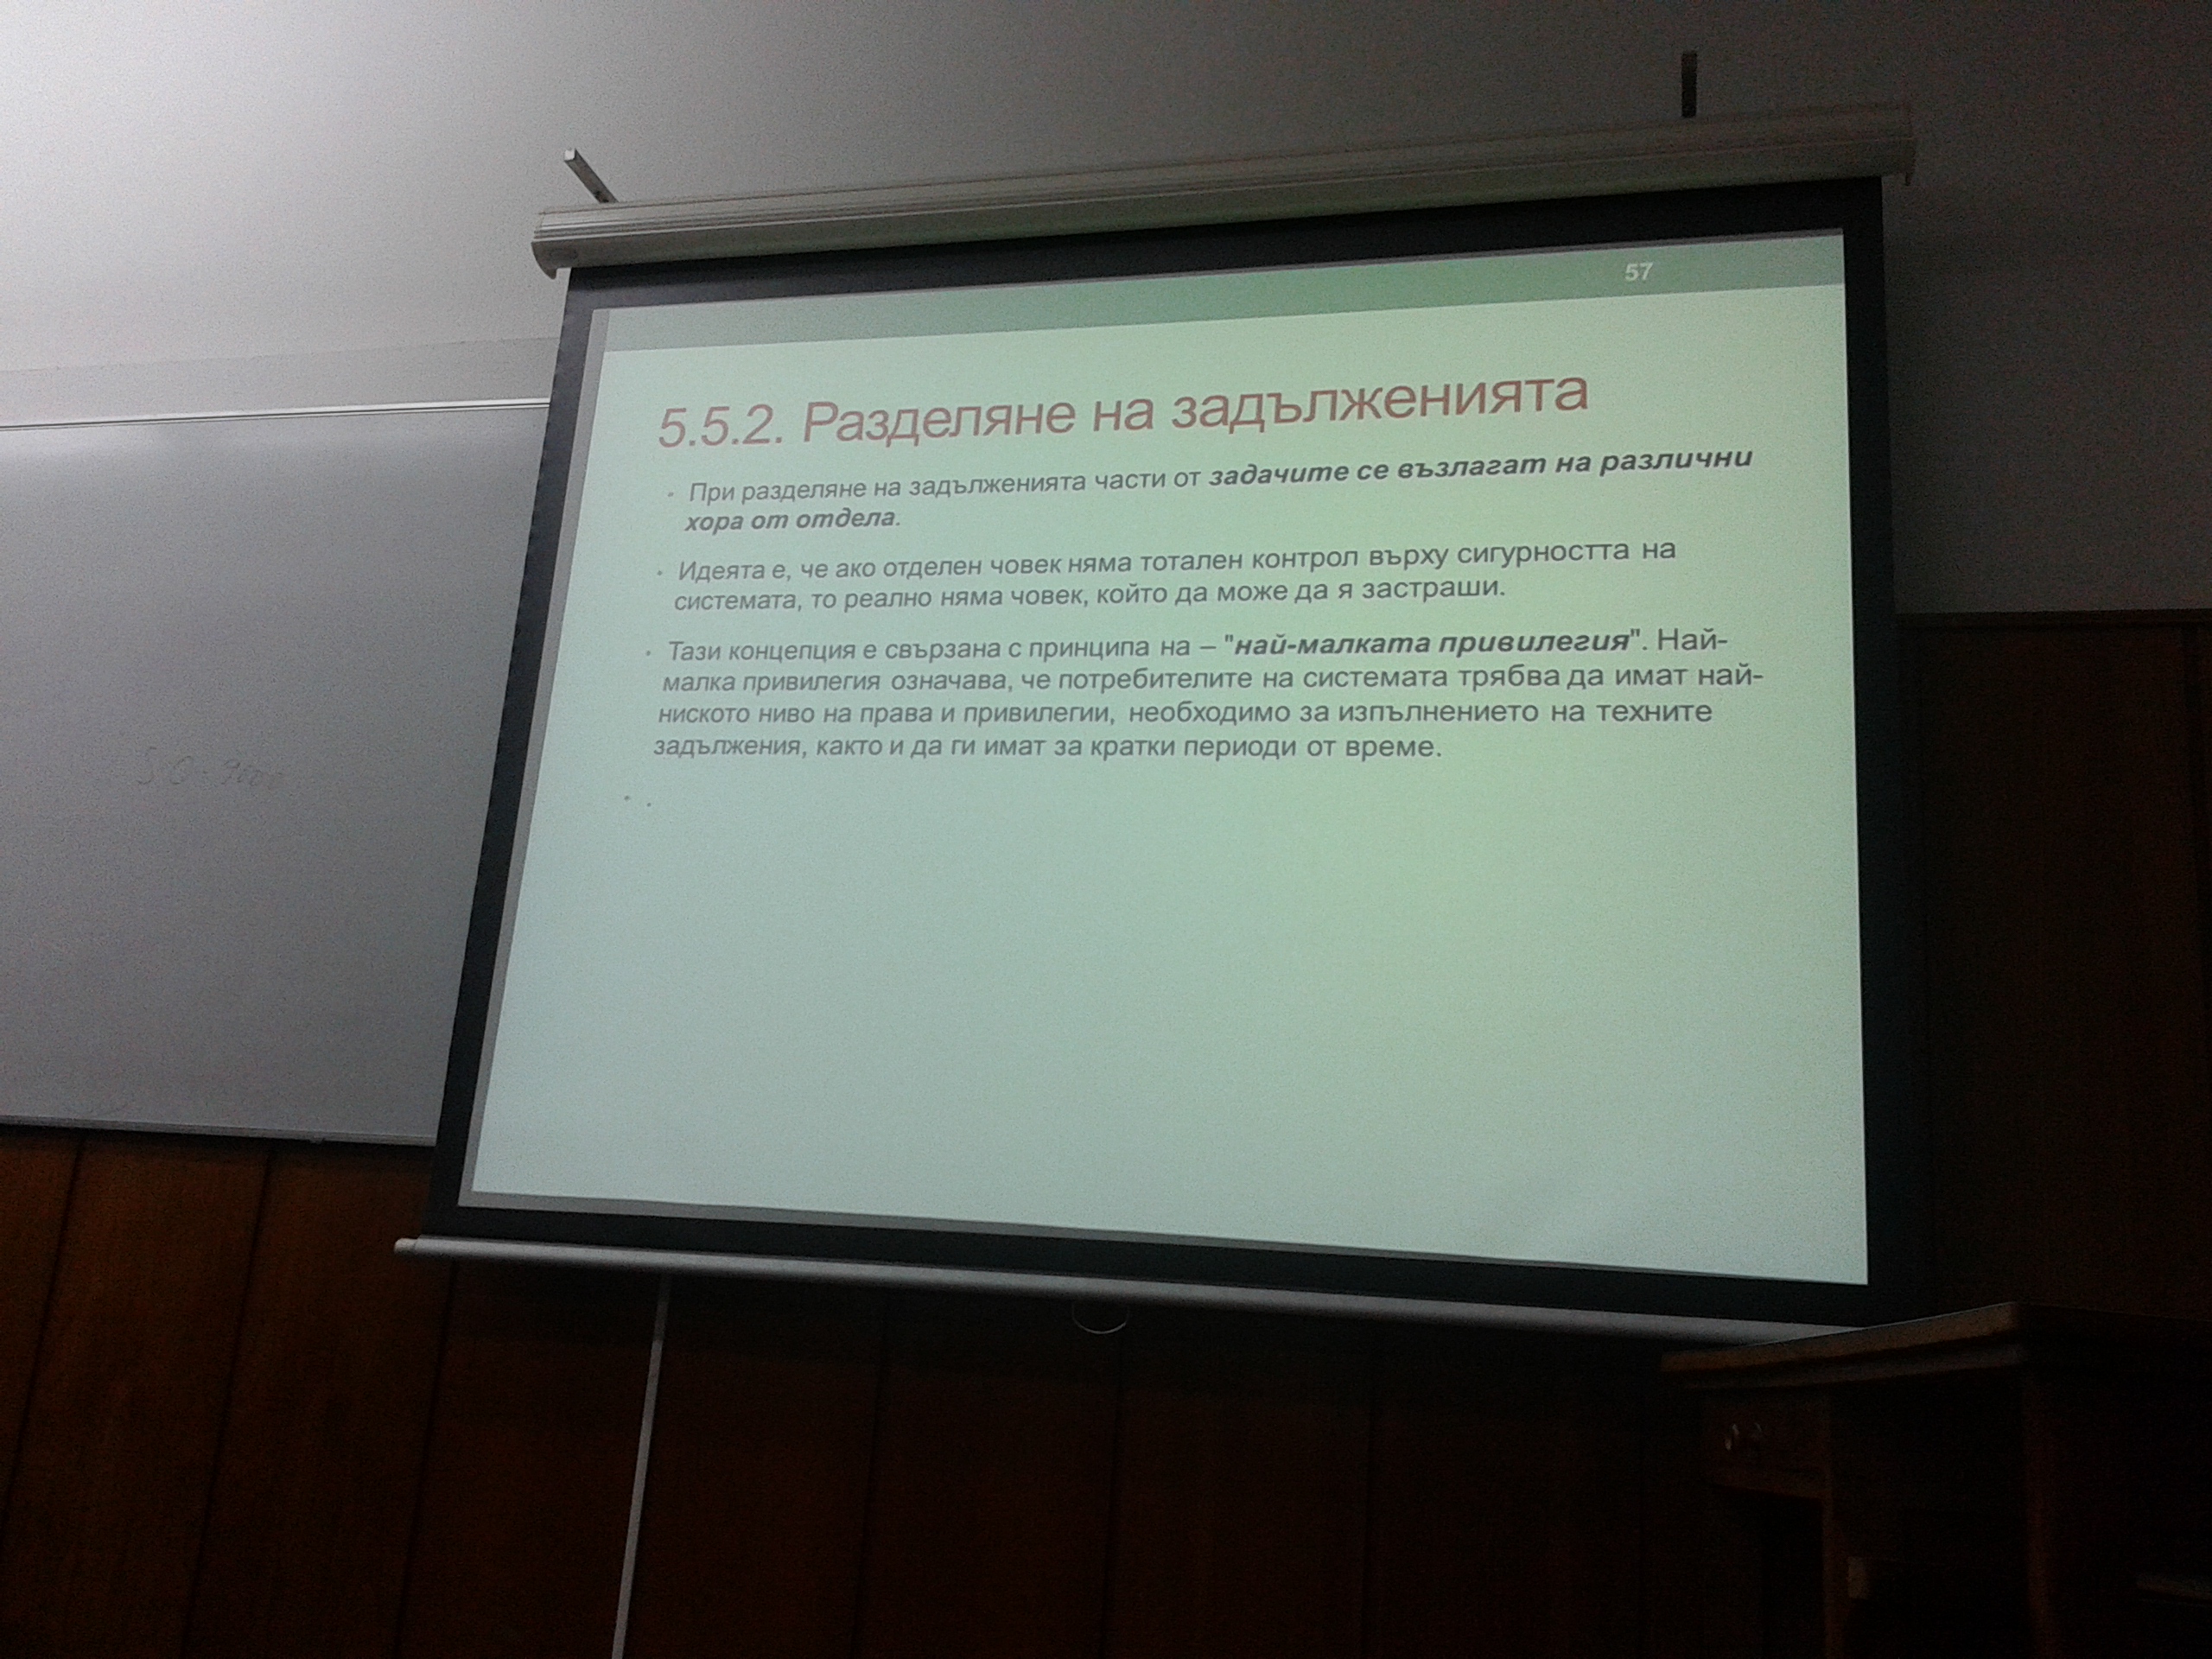 57
5.5.2. Разделяне на задълженията
• При разделяне на задълженията части от задачите се възлагат на различни
хора от отдела.
• Идеята е, че ако отделен човек няма тотален контрол върху сигурността на
системата, то реално няма човек, който да може да я застраши.
• Тази концепция е свързана с принципа на – "най-малката привилегия". Най-
малка привилегия означава, че потребителите на системата трябва да имат най-
ниското ниво на права и привилегии, необходимо за изпълнението на техните
задължения, както и да ги имат за кратки периоди от време.
• .